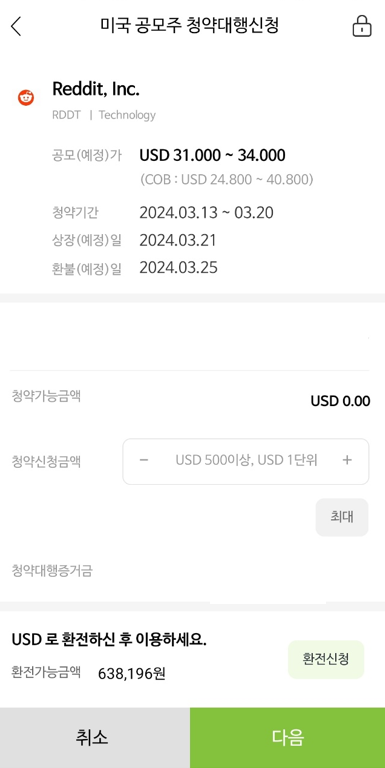 미국 공모주 청약대행신청
Reddit, Inc.
RDDT | Technology
공모(예정)가 USD 31.000 ~ 34.000
(COB : USD 24.800 ~ 40.800)
청약기간 2024.03.13 ~ 03.20
상장(예정)일 2024.03.21
환불(예정)일 2024.03.25
청약가능금액 USD 0.00
청약신청금액 − USD 500이상, USD 1단위 +
최대
청약대행증거금
USD 로 환전하신 후 이용하세요.
환전가능금액 638,196원 환전신청
취소 다음